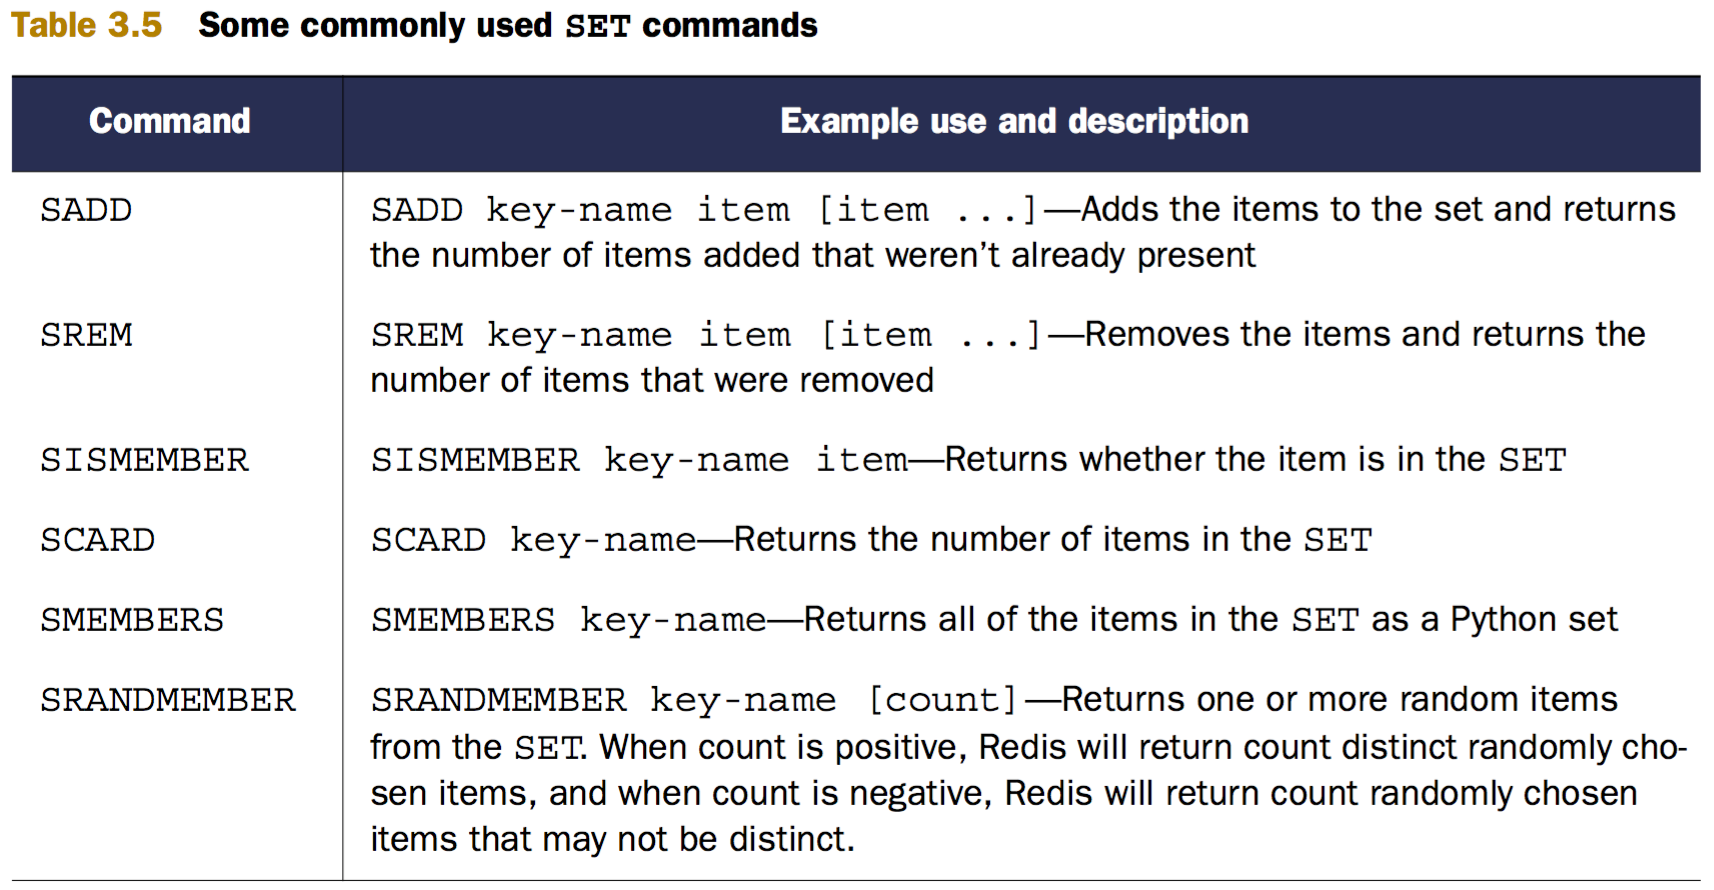 Table 3.5 Some commonly used SET commands
Command Example use and description
SADD SADD key-name item [item ...]—Adds the items to the set and returns
the number of items added that weren't already present
SREM SREM key-name item [item ...]—Removes the items and returns the
number of items that were removed
SISMEMBER SISMEMBER key-name item—Returns whether the item is in the SET
SCARD SCARD key-name—Returns the number of items in the SET
SMEMBERS SMEMBERS key-name—Returns all of the items in the SET as a Python set
SRANDMEMBER SRANDMEMBER key-name [count]—Returns one or more random items
from the SET. When count is positive, Redis will return count distinct randomly cho-
sen items, and when count is negative, Redis will return count randomly chosen
items that may not be distinct.